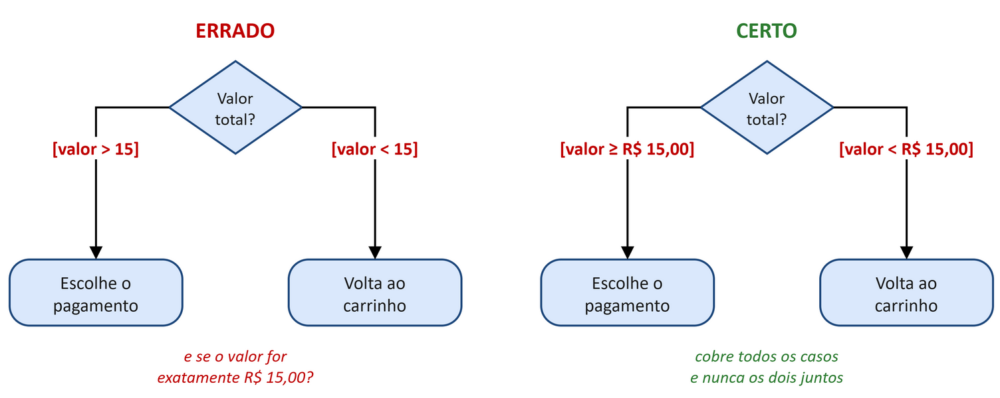 ERRADO
Valor
total?
[valor > 15]
[valor < 15]
Escolhe o
pagamento
Volta ao
carrinho
e se o valor for
exatamente R$ 15,00?
CERTO
Valor
total?
[valor ≥ R$ 15,00]
[valor < R$ 15,00]
Escolhe o
pagamento
Volta ao
carrinho
cobre todos os casos
e nunca os dois juntos